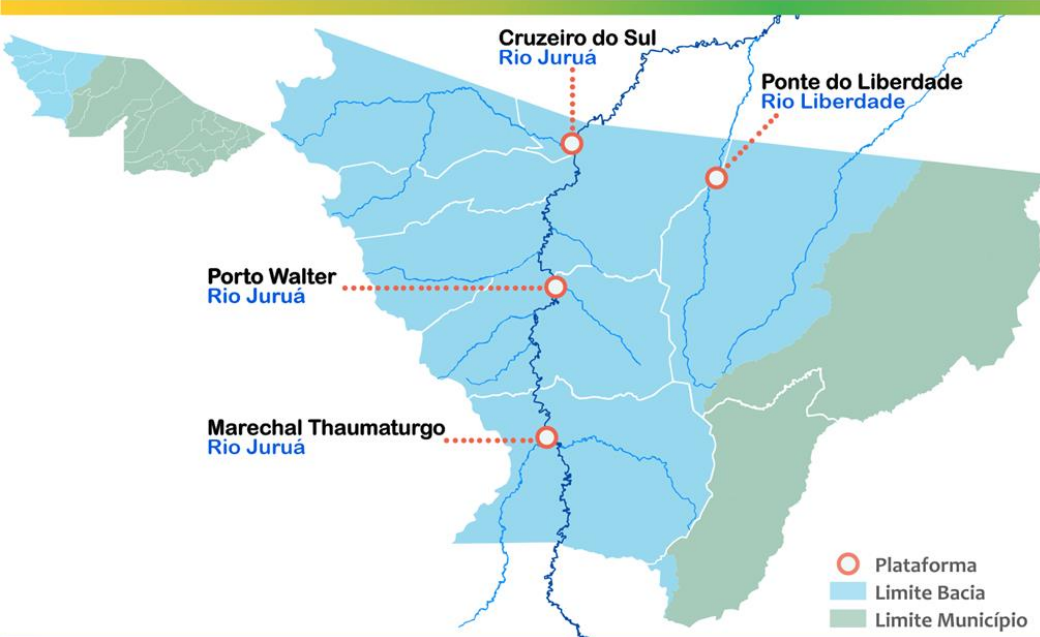 Cruzeiro do Sul
Rio Juruá
Ponte do Liberdade
Rio Liberdade
Porto Walter
Rio Juruá
Marechal Thaumaturgo
Rio Juruá
Plataforma
Limite Bacia
Limite Município